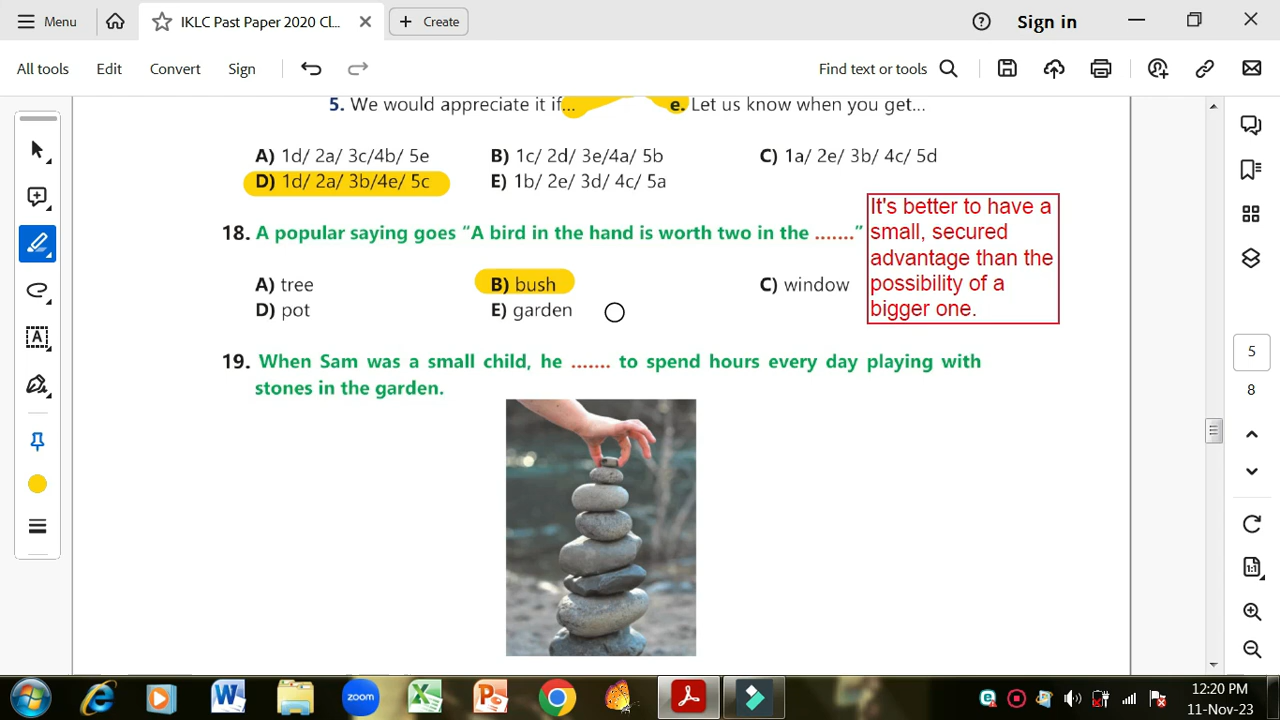 Menu
IKLC Past Paper 2020 Cl...
Create
Sign in
All tools Edit Convert Sign
Find text or tools
5. We would appreciate it if... e. Let us know when you get...
A) 1d/ 2a/ 3c/4b/ 5e B) 1c/ 2d/ 3e/4a/ 5b C) 1a/ 2e/ 3b/ 4c/ 5d
D) 1d/ 2a/ 3b/4e/ 5c E) 1b/ 2e/ 3d/ 4c/ 5a
18. A popular saying goes “A bird in the hand is worth two in the .......”
It's better to have a
small, secured
advantage than the
possibility of a
bigger one.
A) tree B) bush C) window
D) pot E) garden
19. When Sam was a small child, he ....... to spend hours every day playing with
stones in the garden.
5
8
1:1
A
zoom
12:20 PM
11-Nov-23